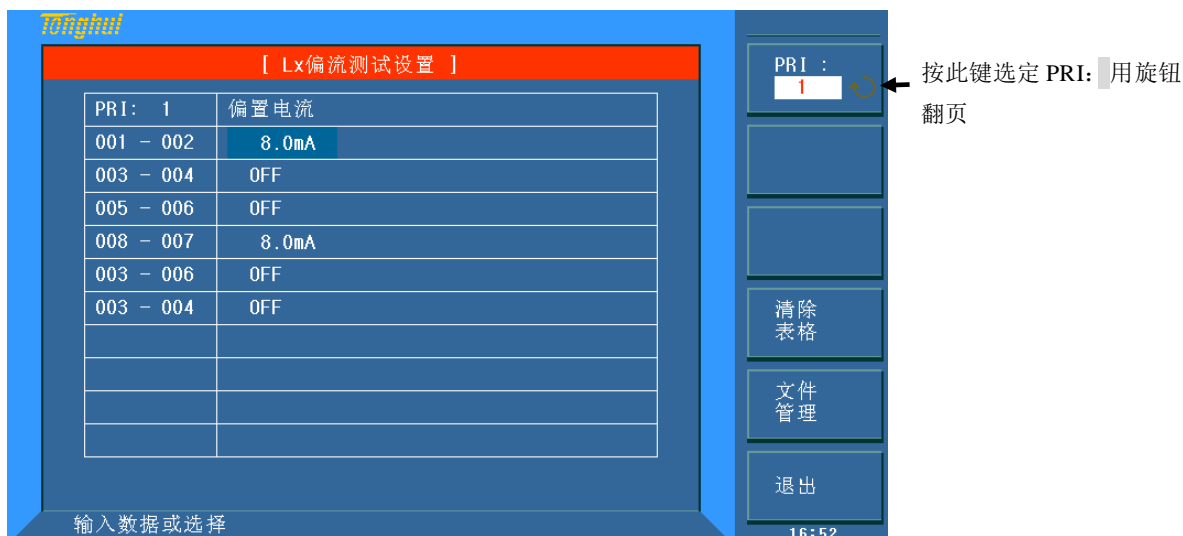 Tonghui
[ Lx偏流测试设置 ]
PRI: 1 偏置电流
001 - 002 8.0mA
003 - 004 OFF
005 - 006 OFF
008 - 007 8.0mA
003 - 006 OFF
003 - 004 OFF
输入数据或选择
PRI :
1
清除
表格
文件
管理
退出
16:52
按此键选定 PRI: 用旋钮
翻页